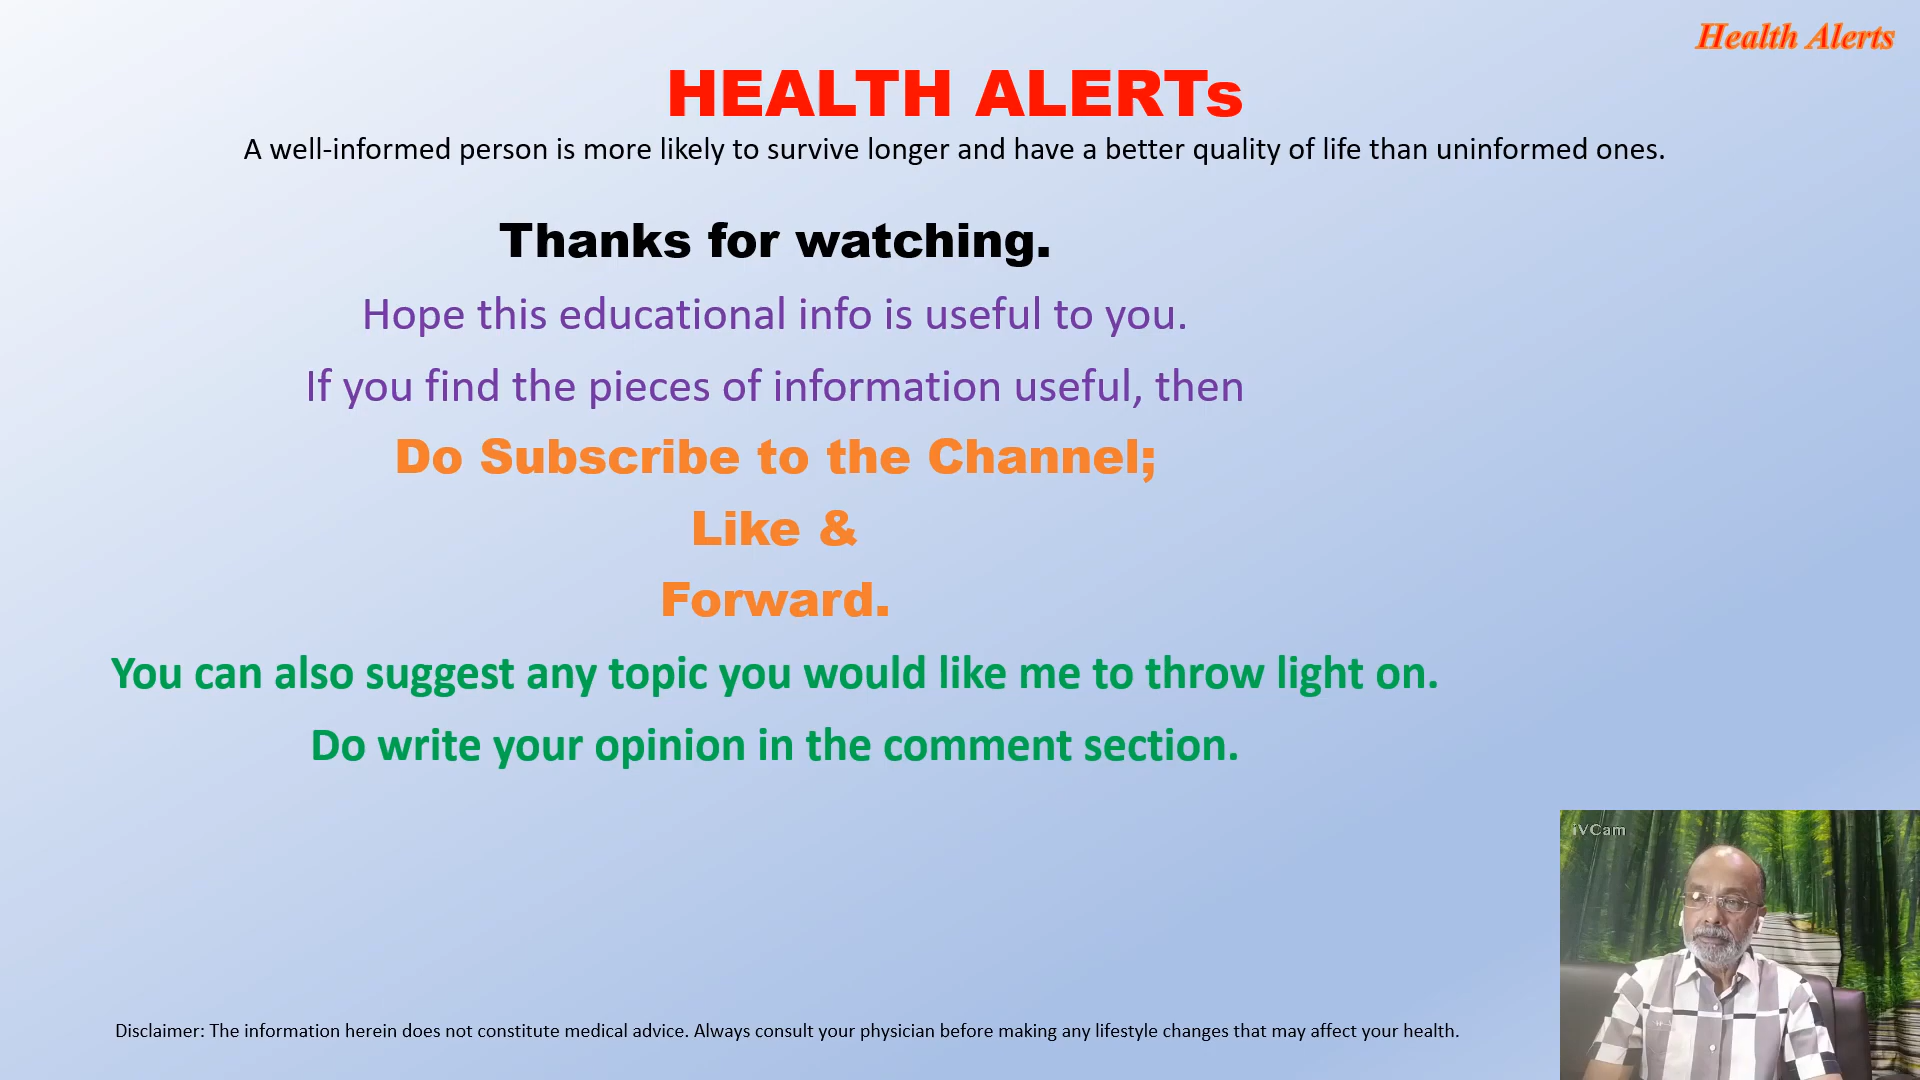 Health Alerts
HEALTH ALERTs
A well-informed person is more likely to survive longer and have a better quality of life than uninformed ones.
Thanks for watching.
Hope this educational info is useful to you.
If you find the pieces of information useful, then
Do Subscribe to the Channel;
Like &
Forward.
You can also suggest any topic you would like me to throw light on.
Do write your opinion in the comment section.
iVCam
Disclaimer: The information herein does not constitute medical advice. Always consult your physician before making any lifestyle changes that may affect your health.